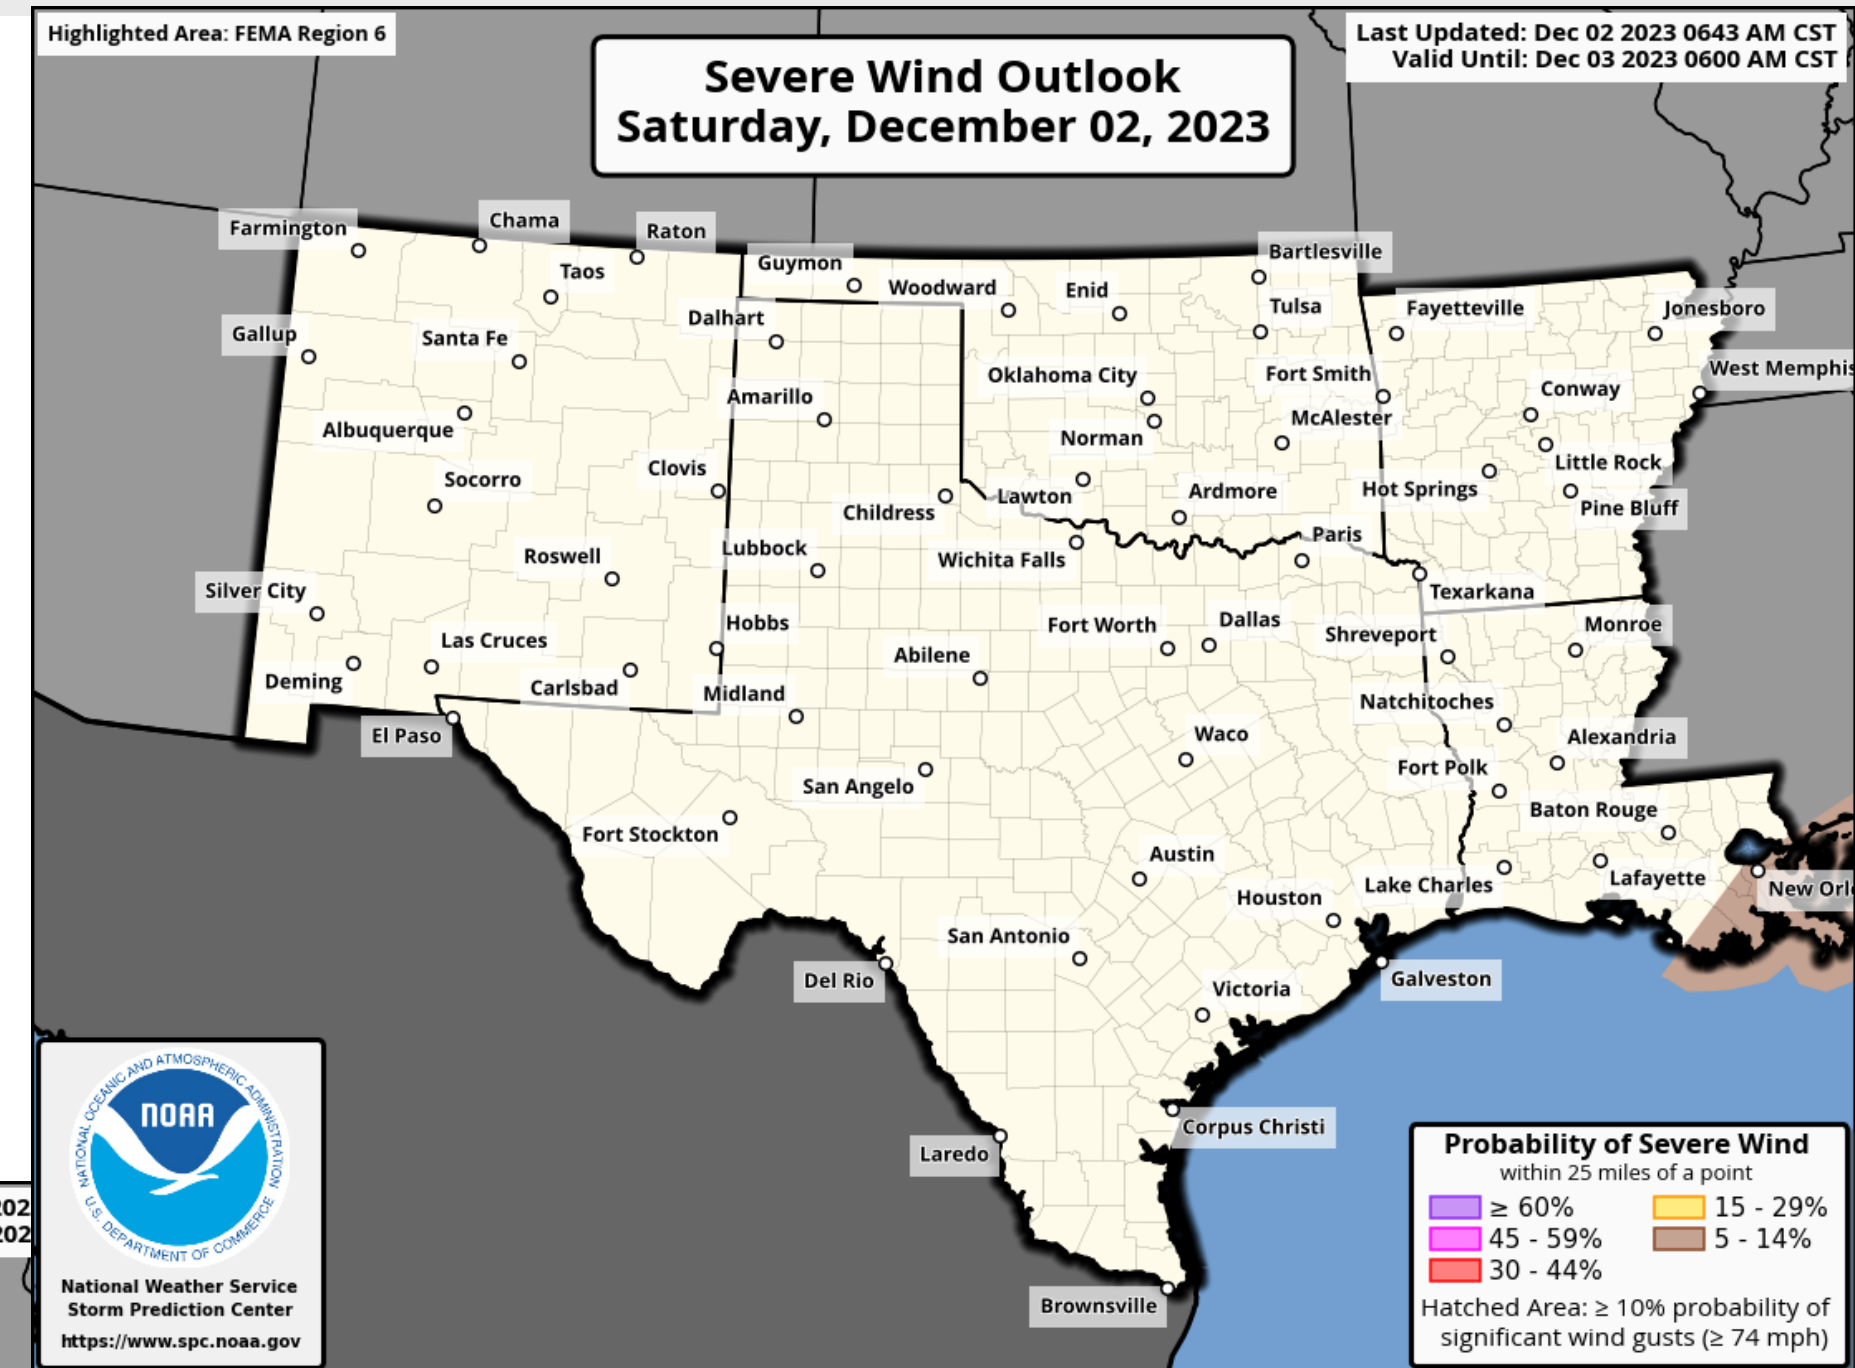 Highlighted Area: FEMA Region 6
Severe Wind Outlook
Saturday, December 02, 2023
Last Updated: Dec 02 2023 0643 AM CST
Valid Until: Dec 03 2023 0600 AM CST
Farmington
Chama
Raton
Taos
Guymon
Woodward
Enid
Bartlesville
Tulsa
Fayetteville
Jonesboro
Gallup
Santa Fe
Dalhart
Oklahoma City
Fort Smith
Conway
West Memphis
Albuquerque
Amarillo
Norman
McAlester
Little Rock
Socorro
Clovis
Childress
Lawton
Ardmore
Hot Springs
Pine Bluff
Roswell
Lubbock
Wichita Falls
Paris
Texarkana
Silver City
Las Cruces
Hobbs
Abilene
Fort Worth
Dallas
Shreveport
Monroe
Deming
Carlsbad
Midland
Natchitoches
El Paso
San Angelo
Waco
Fort Polk
Alexandria
Fort Stockton
Austin
Baton Rouge
Houston
Lake Charles
Lafayette
New Orl
San Antonio
Del Rio
Victoria
Galveston
Corpus Christi
Laredo
Brownsville
202
202
NATIONAL OCEANIC AND ATMOSPHERIC ADMINISTRATION
NOAA
U.S. DEPARTMENT OF COMMERCE
National Weather Service
Storm Prediction Center
https://www.spc.noaa.gov
Probability of Severe Wind
within 25 miles of a point
≥ 60% 15 - 29%
45 - 59% 5 - 14%
30 - 44%
Hatched Area: ≥ 10% probability of
significant wind gusts (≥ 74 mph)